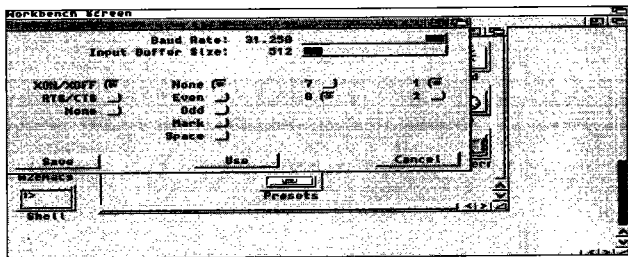 Workbench Screen
Baud Rate: 31,250
Input Buffer Size: 512
XON/XOFF None 7 1
RTS/CTS Even 8 2
None Odd
Mark
Space
Save Use Cancel
Presets
1>
Shell